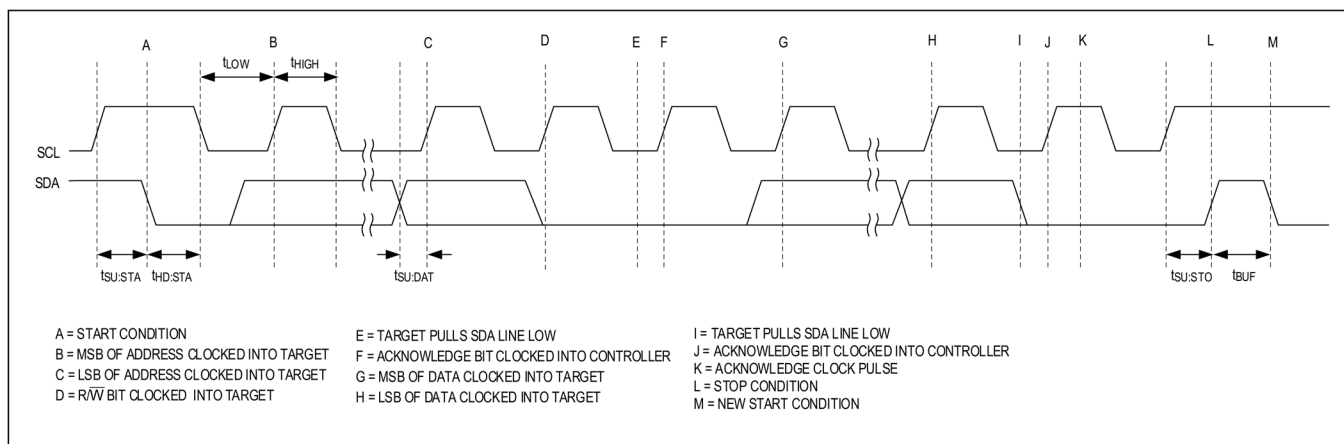 A B C D E F G H I J K L M
tLOW tHIGH
SCL
SDA
tSU:STA tHD:STA tSU:DAT tSU:STO tBUF
A = START CONDITION
B = MSB OF ADDRESS CLOCKED INTO TARGET
C = LSB OF ADDRESS CLOCKED INTO TARGET
D = R/W̅ BIT CLOCKED INTO TARGET
E = TARGET PULLS SDA LINE LOW
F = ACKNOWLEDGE BIT CLOCKED INTO CONTROLLER
G = MSB OF DATA CLOCKED INTO TARGET
H = LSB OF DATA CLOCKED INTO TARGET
I = TARGET PULLS SDA LINE LOW
J = ACKNOWLEDGE BIT CLOCKED INTO CONTROLLER
K = ACKNOWLEDGE CLOCK PULSE
L = STOP CONDITION
M = NEW START CONDITION